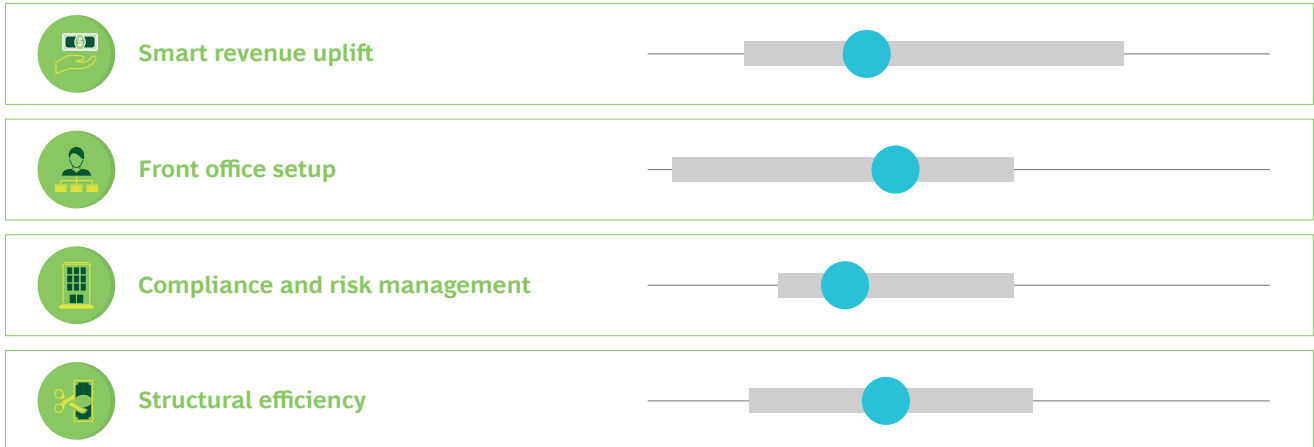 Smart revenue uplift
Front office setup
Compliance and risk management
Structural efficiency